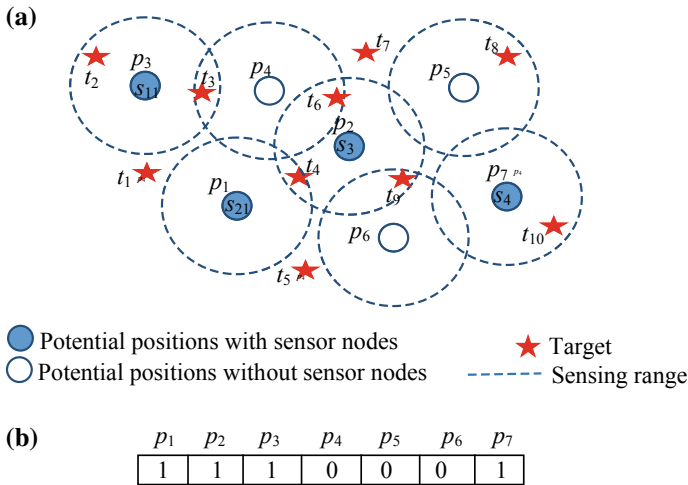 (a)
t7
t8
p3
t2
t3
p4
p5
s11
t6
p2
s3
t1
p1
t4
p7 p4
s21
t9
s4
p6
t10
t5
Potential positions with sensor nodes
Target
Potential positions without sensor nodes
Sensing range
(b)
p1 p2 p3 p4 p5 p6 p7
1 1 1 0 0 0 1